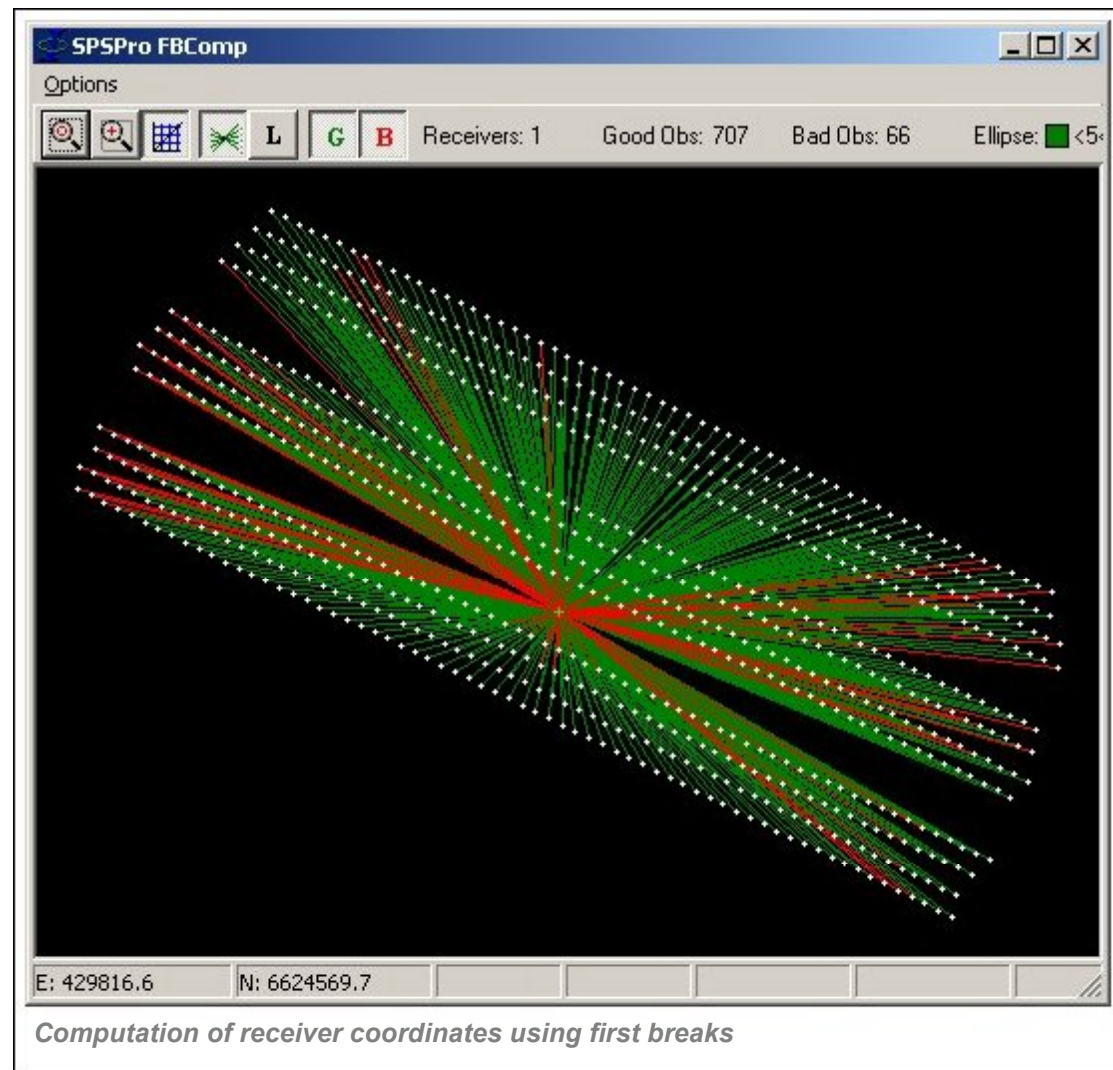 SPSPro FBComp
Options
L G B Receivers: 1 Good Obs: 707 Bad Obs: 66 Ellipse: <5<
E: 429816.6 N: 6624569.7
Computation of receiver coordinates using first breaks